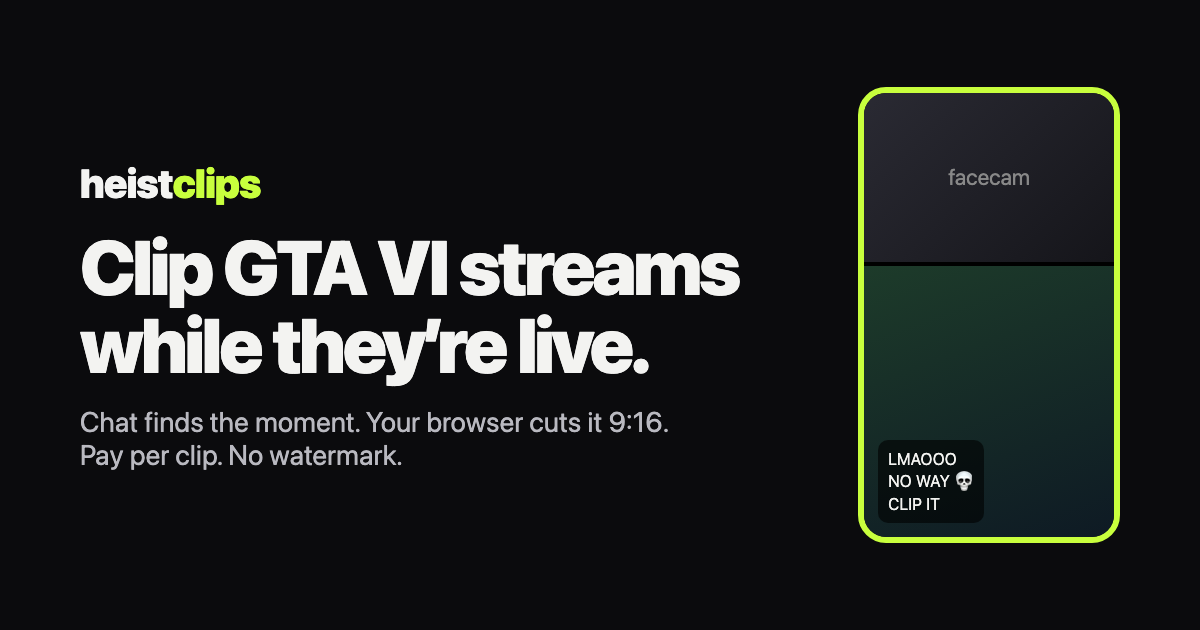 heistclips
Clip GTA VI streams
while they're live.
Chat finds the moment. Your browser cuts it 9:16.
Pay per clip. No watermark.
facecam
LMAOOO
NO WAY 💀
CLIP IT